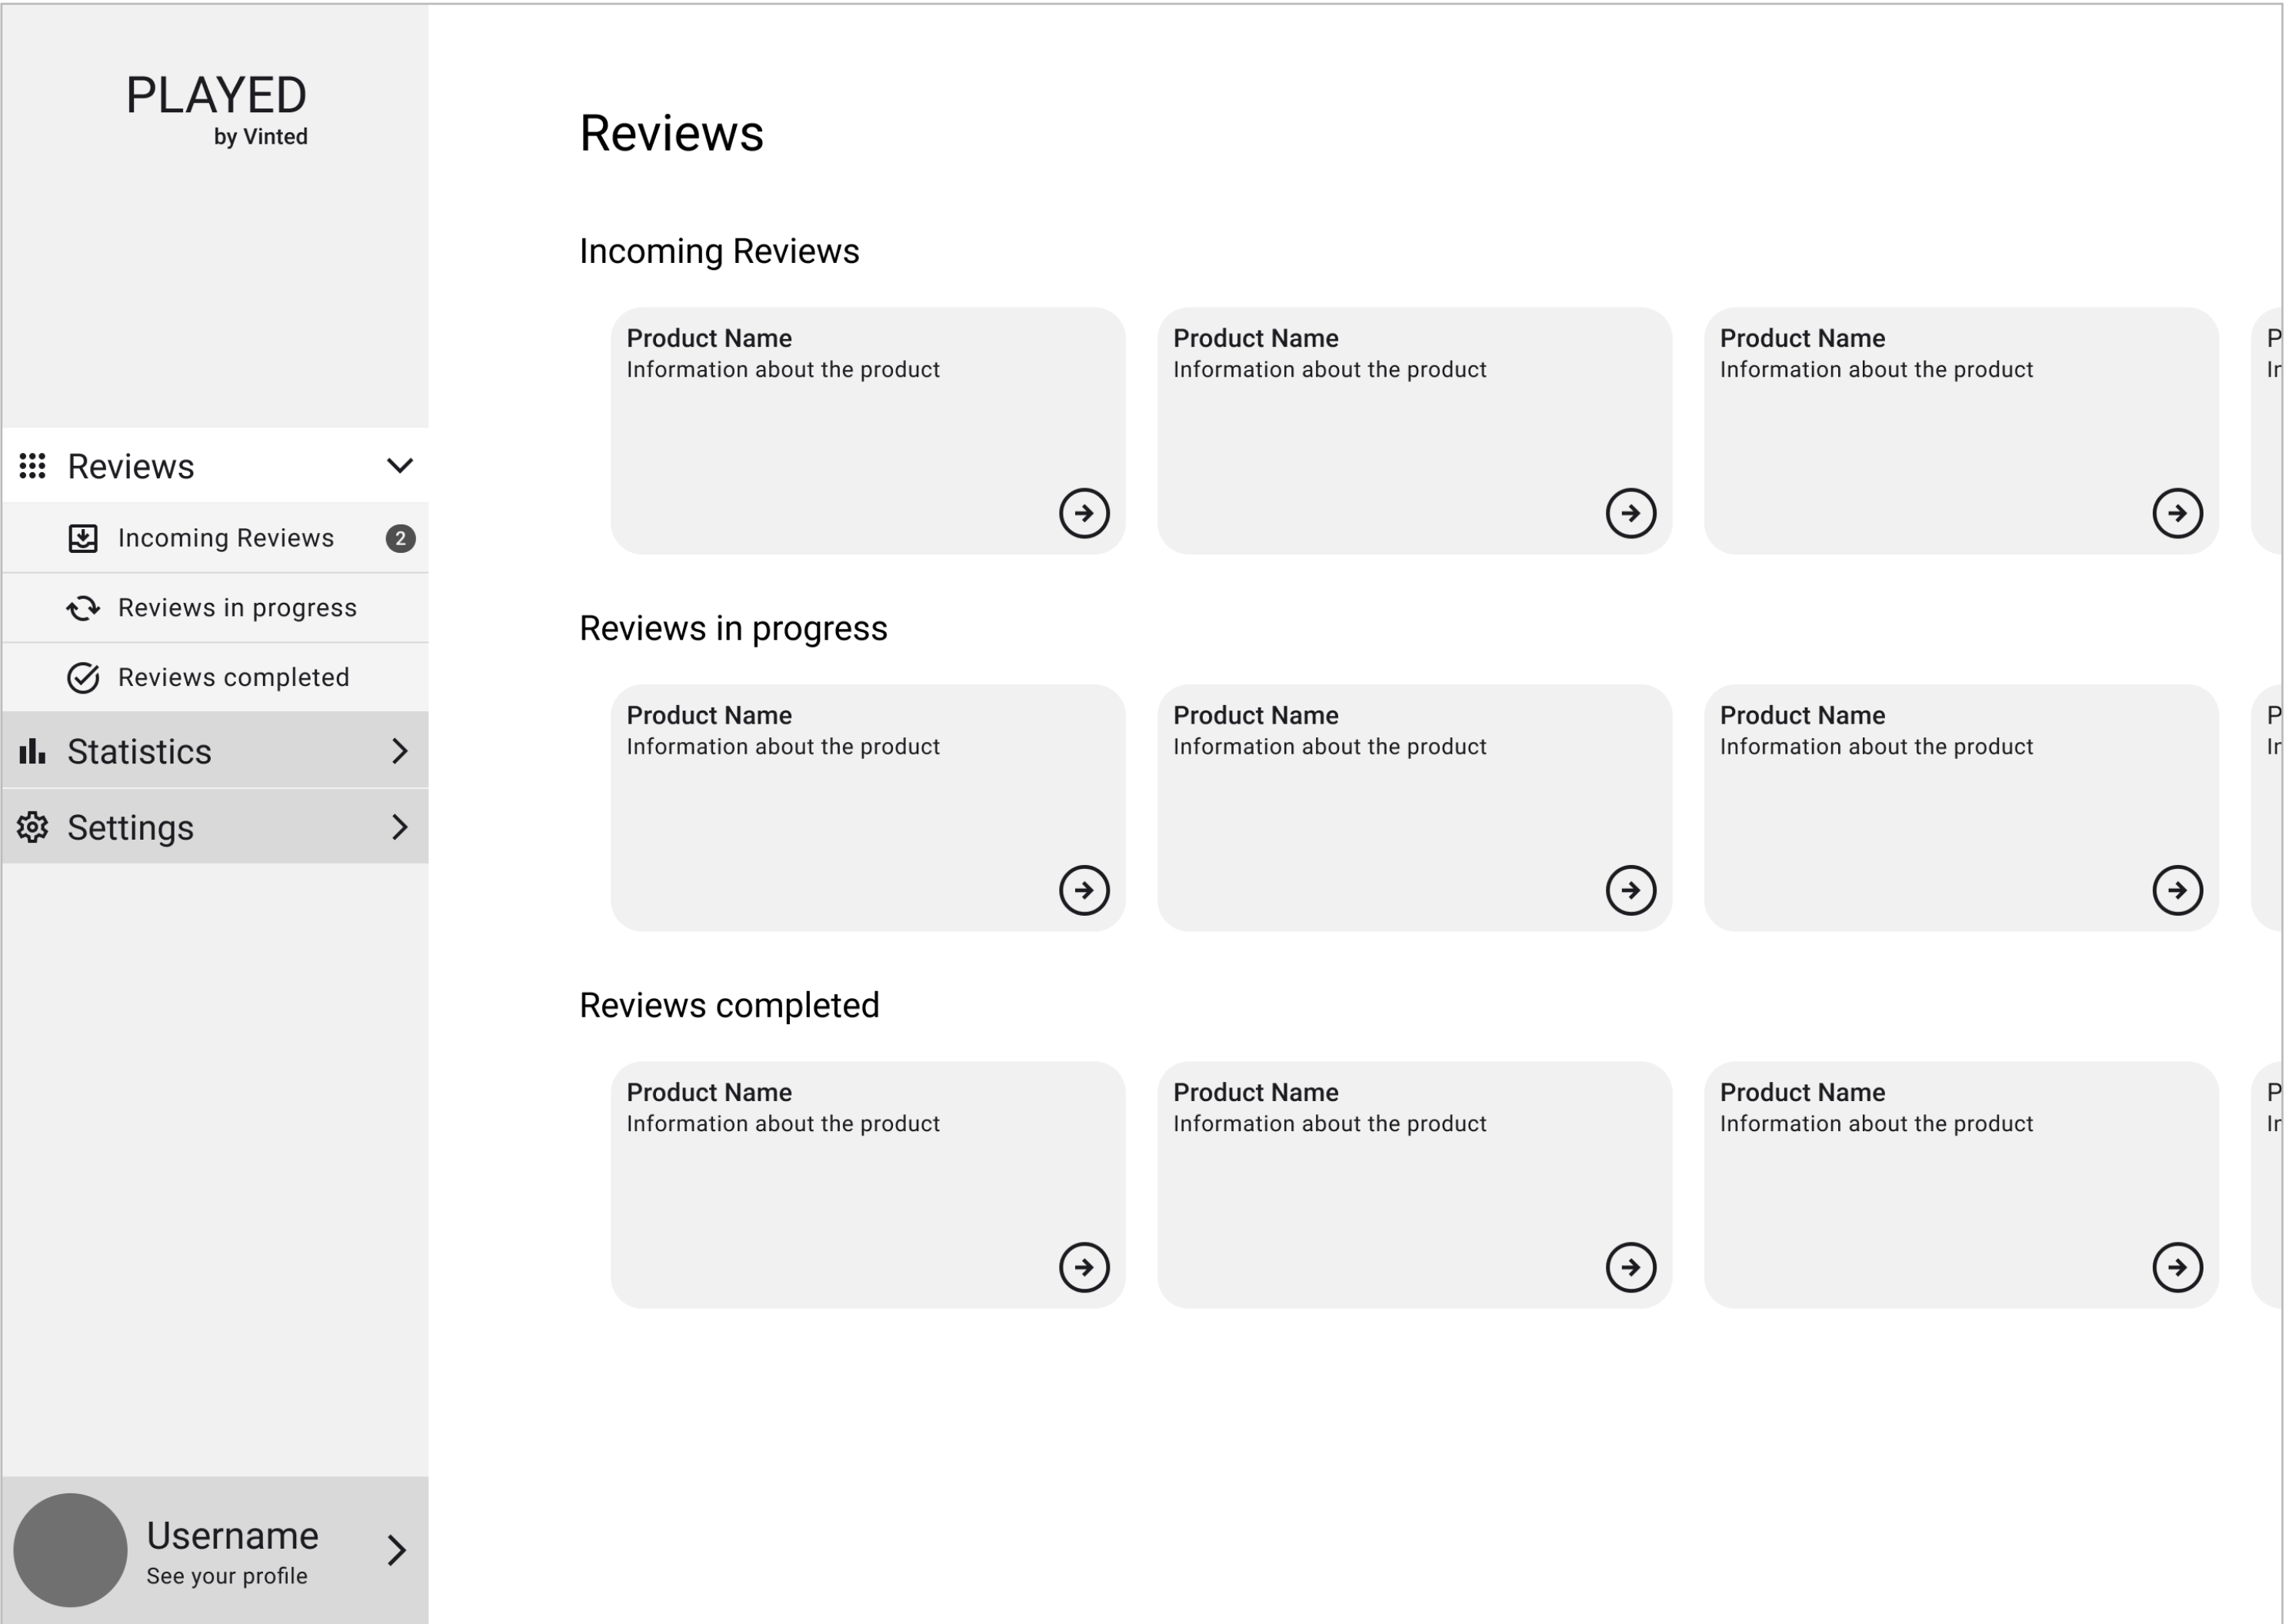 PLAYED
by Vinted
Reviews
Incoming Reviews 2
Reviews in progress
Reviews completed
Statistics
Settings
Username
See your profile
Reviews
Incoming Reviews
Product Name
Information about the product
Product Name
Information about the product
Product Name
Information about the product
Reviews in progress
Product Name
Information about the product
Product Name
Information about the product
Product Name
Information about the product
Reviews completed
Product Name
Information about the product
Product Name
Information about the product
Product Name
Information about the product